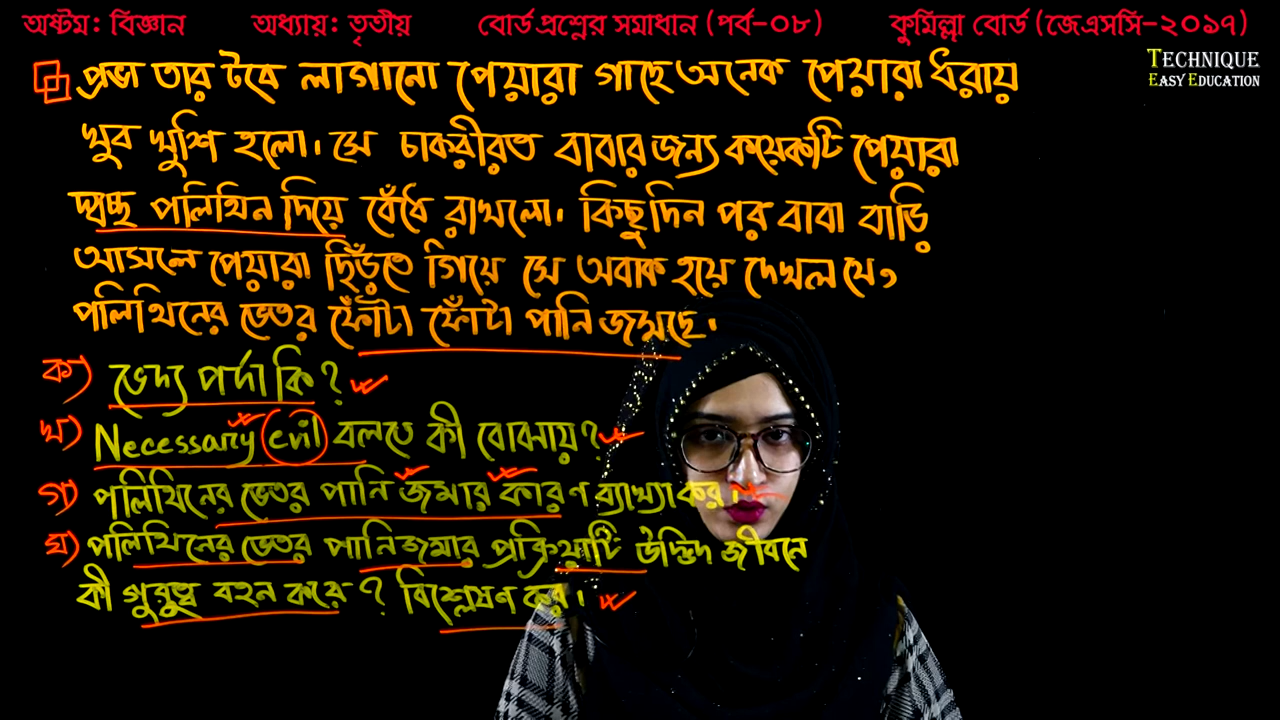 অষ্টম: বিজ্ঞান অধ্যায়: তৃতীয় বোর্ড প্রশ্নের সমাধান (পর্ব-০৮) কুমিল্লা বোর্ড (জেএসসি-২০১৭)
TECHNIQUE
EASY EDUCATION
প্রভা তার টবে লাগানো পেয়ারা গাছে অনেক পেয়ারা ধরায়
খুব খুশি হলো। সে চাকরীরত বাবার জন্য কয়েকটি পেয়ারা
স্বচ্ছ পলিথিন দিয়ে বেঁধে রাখলো। কিছুদিন পর বাবা বাড়ি
আসলে পেয়ারা ছিঁড়তে গিয়ে সে অবাক হয়ে দেখল যে,
পলিথিনের ভেতর ফোঁটা ফোঁটা পানি জমছে।
ক) ভেদ্য পর্দা কি?
খ) Necessary evil বলতে কী বোঝায়?
গ) পলিথিনের ভেতর পানি জমার কারণ ব্যাখ্যা কর।
ঘ) পলিথিনের ভেতর পানি জমার প্রক্রিয়াটি উদ্ভিদ জীবনে
কী গুরুত্ব বহন করে? বিশ্লেষণ কর।